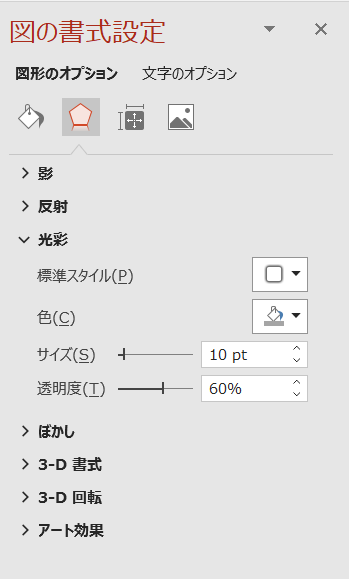 図の書式設定
図形のオプション 文字のオプション
影
反射
光彩
標準スタイル(P)
色(C)
サイズ(S) 10 pt
透明度(T) 60%
ぼかし
3-D 書式
3-D 回転
アート効果